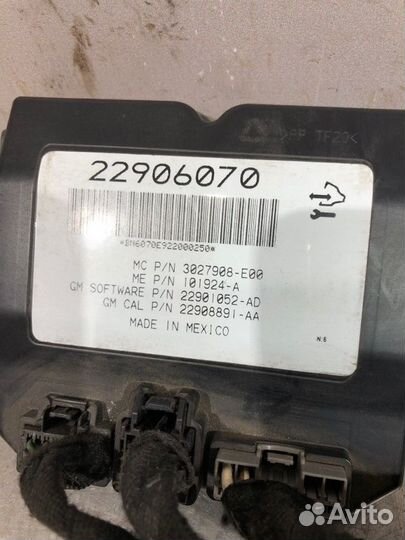 22906070
*BN6070E922000250*
MC P/N 3027908-E00
ME P/N 101924-A
GM SOFTWARE P/N 22901052-AD
GM CAL P/N 22908891-AA
MADE IN MEXICO
N.6
Avito